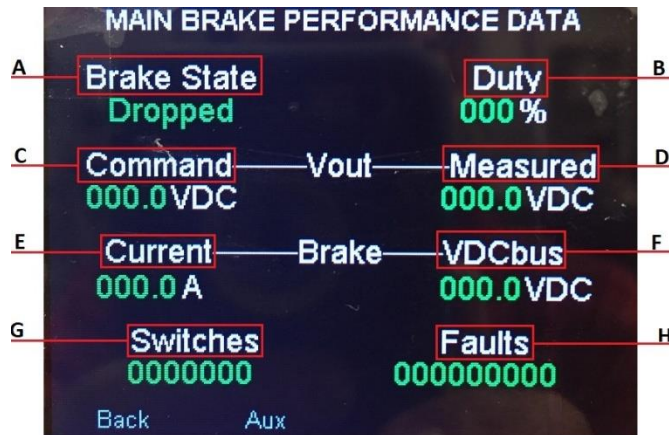 MAIN BRAKE PERFORMANCE DATA
A Brake State Duty B
Dropped 000 %
C Command Vout Measured D
000.0 VDC 000.0 VDC
E Current Brake VDCbus F
000.0 A 000.0 VDC
G Switches Faults H
0000000 000000000
Back Aux